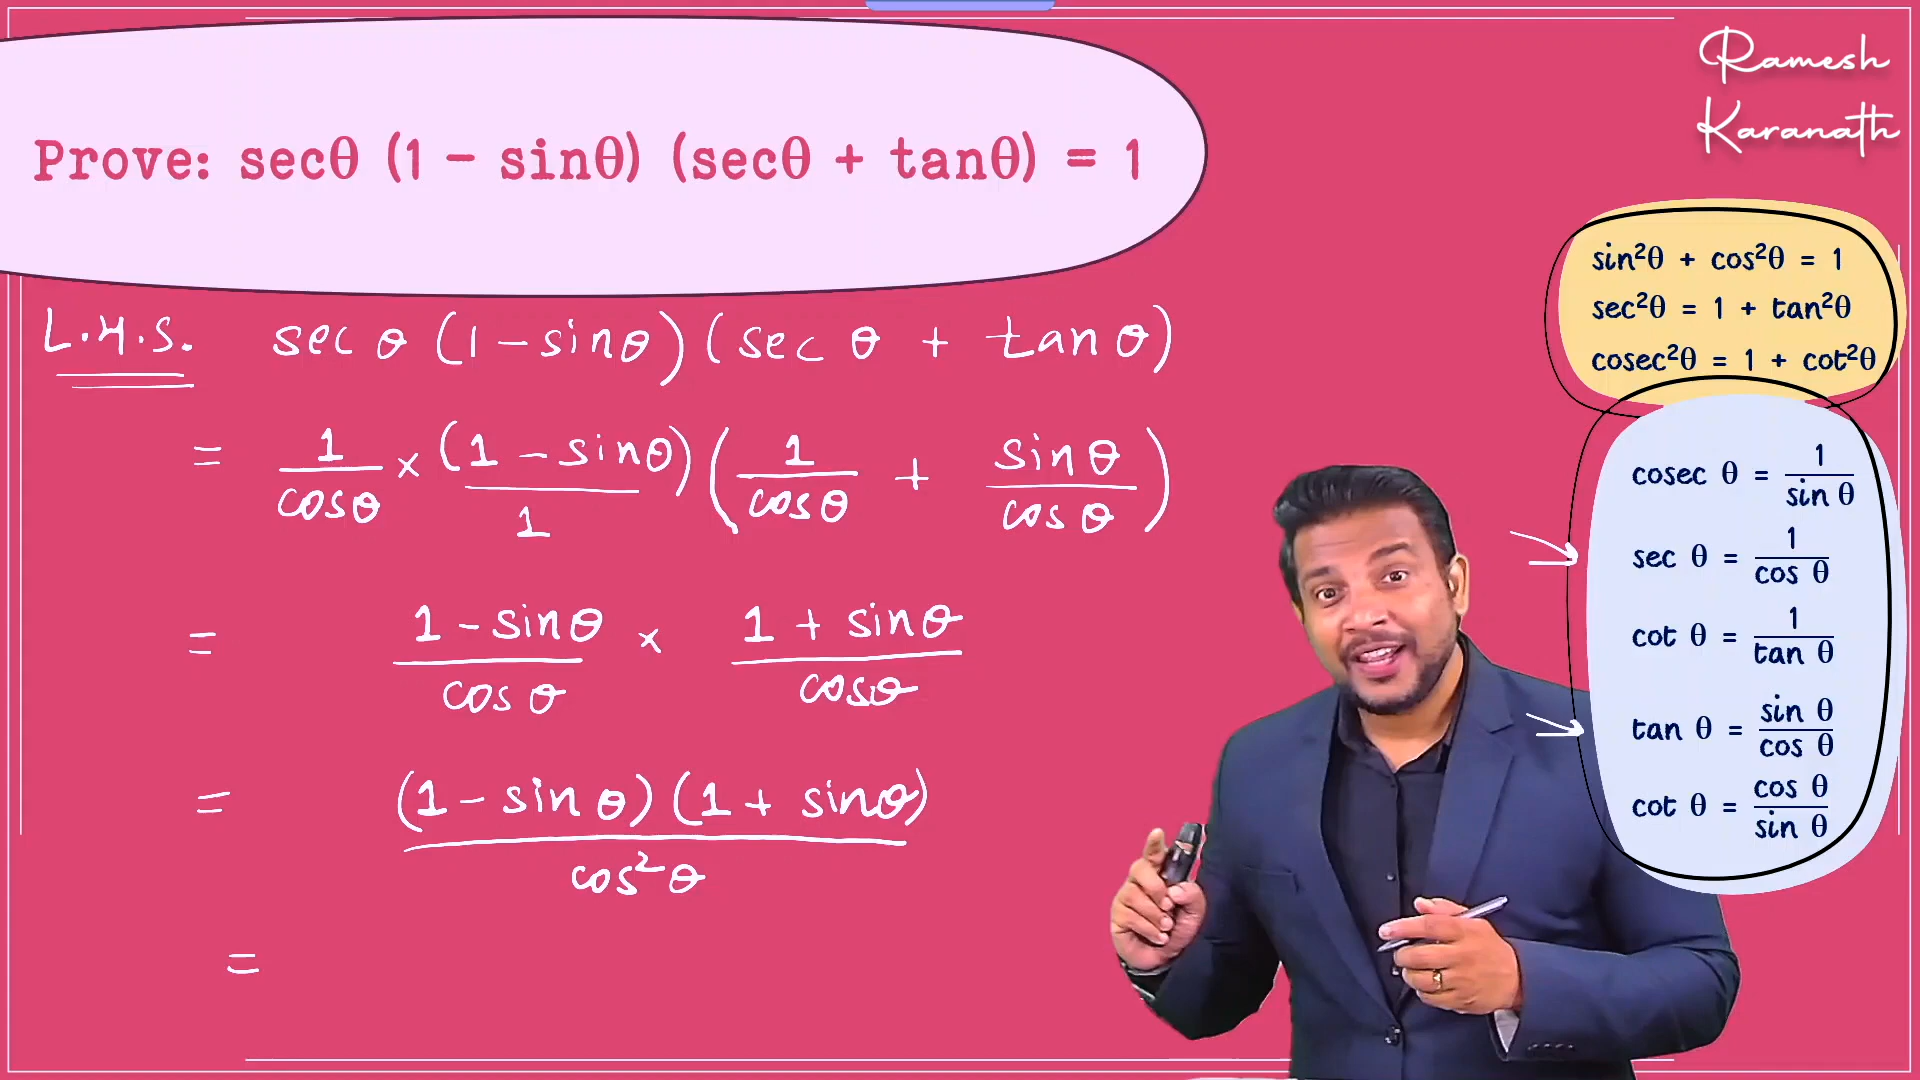 Ramesh
Karanath
Prove: secθ (1 - sinθ) (secθ + tanθ) = 1
L.H.S. sec θ (1 - sinθ) (sec θ + tan θ)
= 1/cosθ × (1 - sinθ)/1 (1/cosθ + sinθ/cosθ)
= 1 - sinθ/cosθ × 1 + sinθ/cosθ
= (1 - sinθ) (1 + sinθ)/cos²θ
=
sin²θ + cos²θ = 1
sec²θ = 1 + tan²θ
cosec²θ = 1 + cot²θ
cosec θ = 1/sin θ
sec θ = 1/cos θ
cot θ = 1/tan θ
tan θ = sin θ/cos θ
cot θ = cos θ/sin θ